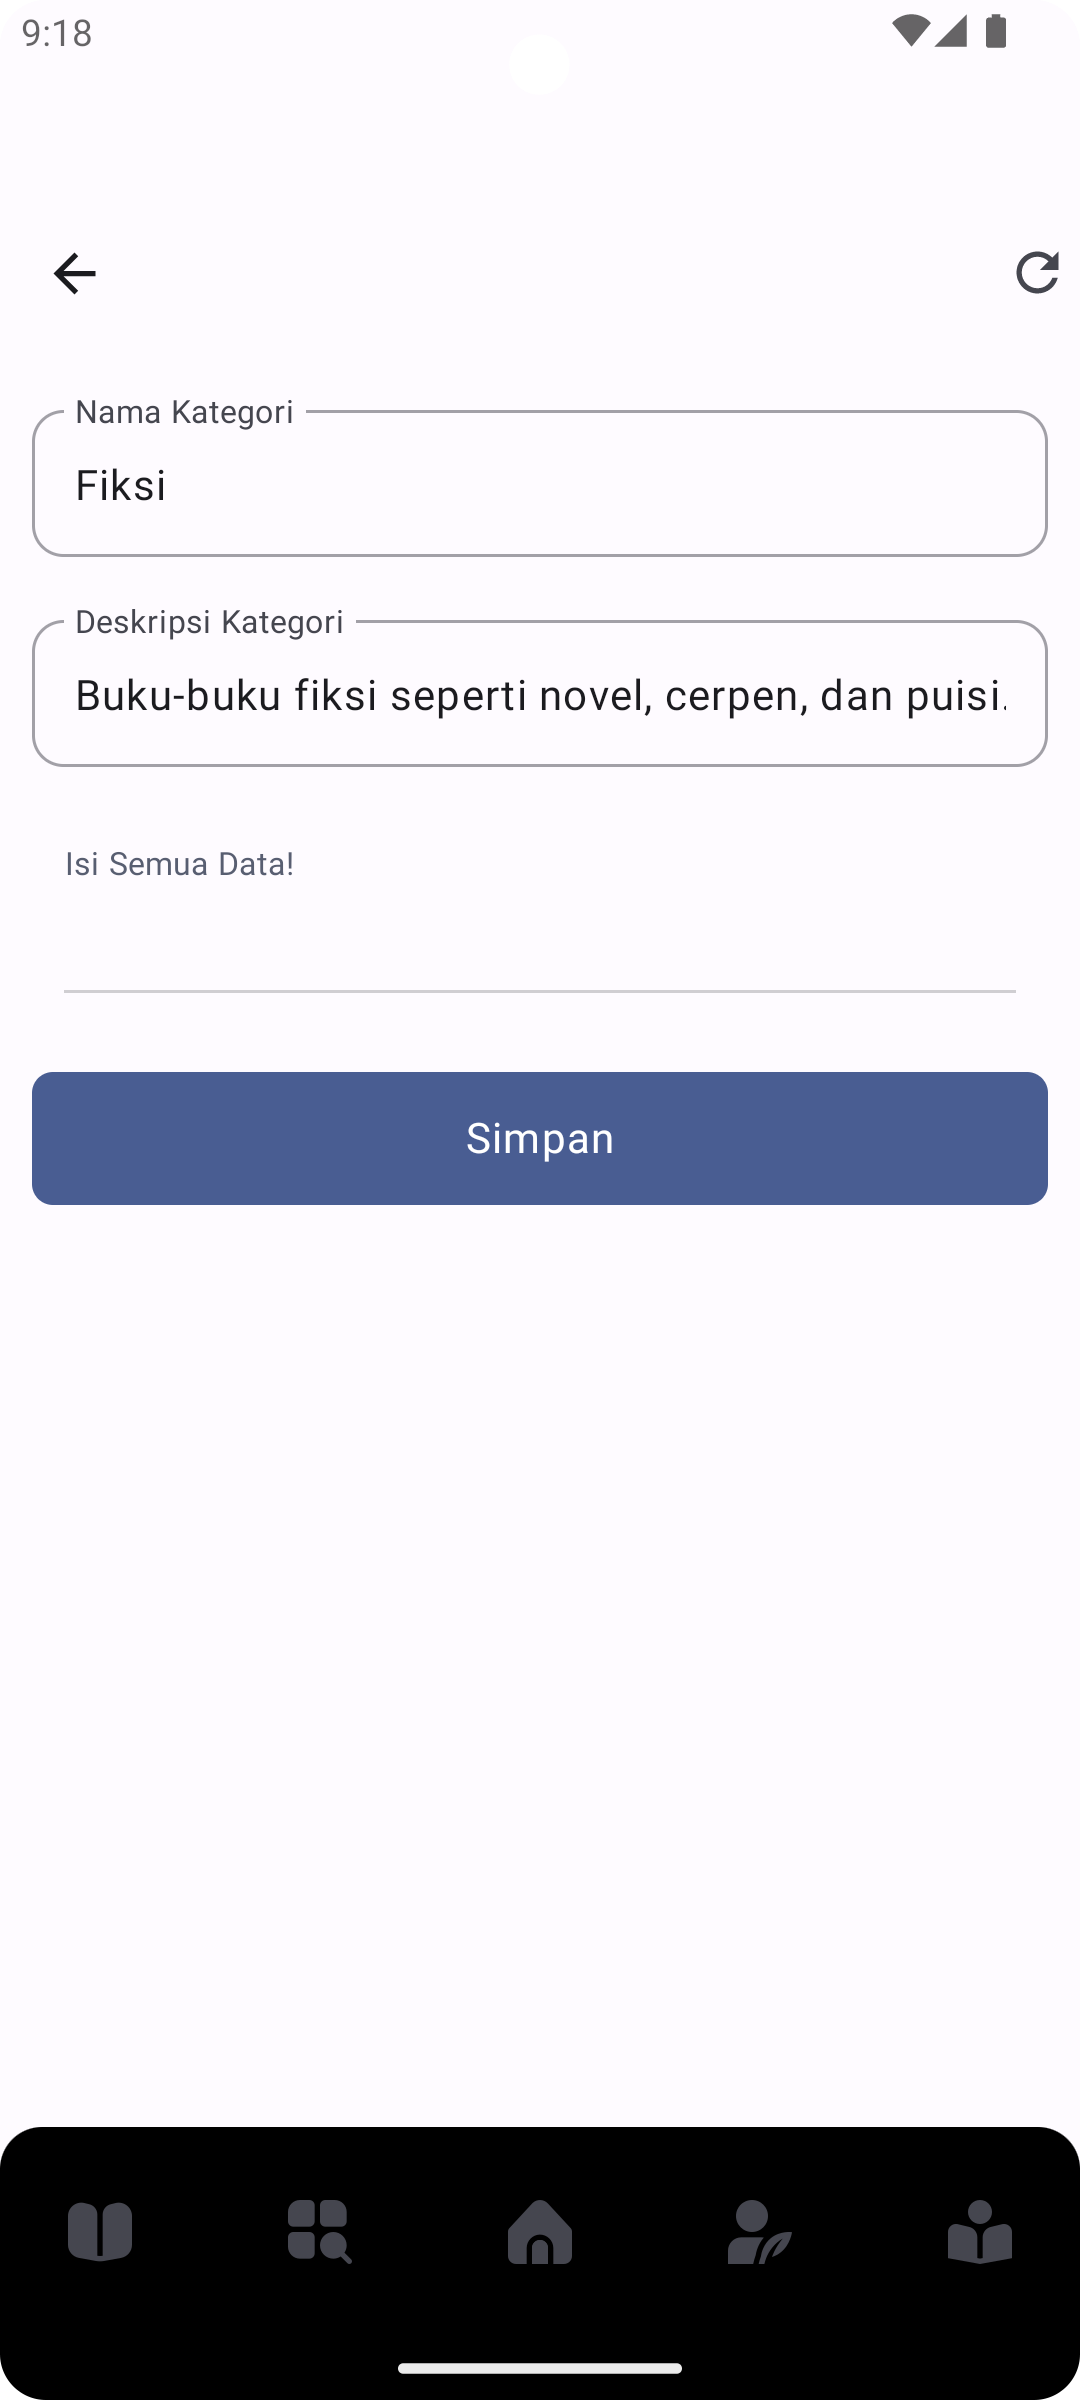 9:18
Nama Kategori
Fiksi
Deskripsi Kategori
Buku-buku fiksi seperti novel, cerpen, dan puisi.
Isi Semua Data!
Simpan